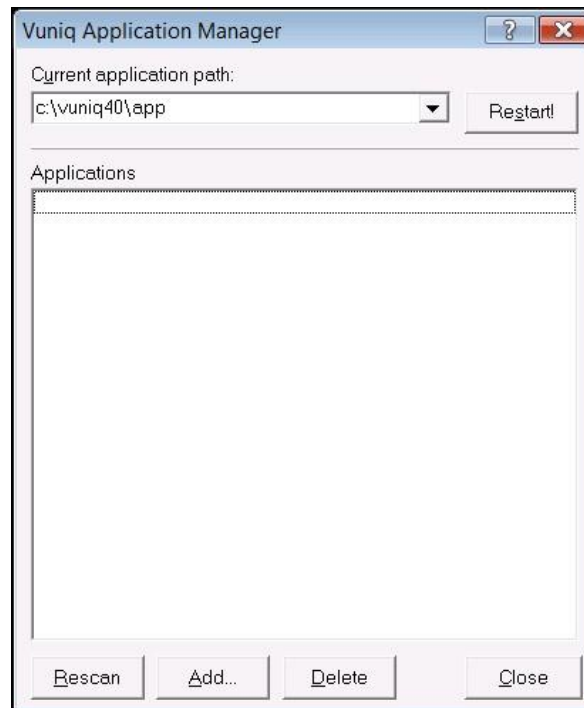 Vuniq Application Manager
Current application path:
c:\vuniq40\app
Restart!
Applications
Rescan Add... Delete Close